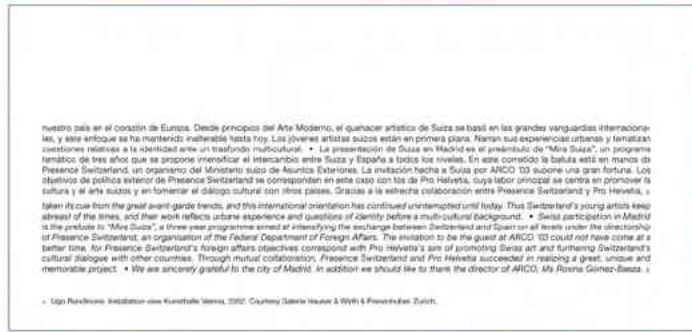 nuestro país en el corazón de Europa. Desde principios del Arte Moderno, el quehacer artístico de Suiza se basó en las grandes vanguardias internaciona-
les, y este enfoque se ha mantenido inalterable hasta hoy. Los jóvenes artistas suizos están en primera plana. Narran sus experiencias urbanas y tematizan
cuestiones relativas a la identidad ante un trasfondo multicultural. • La presentación de Suiza en Madrid es el preámbulo de "Mira Suiza", un programa
temático de tres años que se propone intensificar el intercambio entre Suiza y España a todos los niveles. En este cometido la batuta está en manos de
Presence Switzerland, un organismo del Ministerio suizo de Asuntos Exteriores. La invitación hecha a Suiza por ARCO '03 supone una gran fortuna. Los
objetivos de política exterior de Presence Switzerland se corresponden en este caso con los de Pro Helvetia, cuya labor principal se centra en promover la
cultura y el arte suizos y en fomentar el diálogo cultural con otros países. Gracias a la estrecha colaboración entre Presence Switzerland y Pro Helvetia,
taken its cue from the great avant-garde trends, and this international orientation has continued uninterrupted until today. Thus Switzerland's young artists keep
abreast of the times, and their work reflects urbane experience and questions of identity before a multi-cultural background. • Swiss participation in Madrid
is the prelude to "Mira Suiza", a three-year programme aimed at intensifying the exchange between Switzerland and Spain on all levels under the directorship
of Presence Switzerland, an organisation of the Federal Department of Foreign Affairs. The invitation to be the guest at ARCO '03 could not have come at a
better time, for Presence Switzerland's foreign affairs objectives correspond with Pro Helvetia's aim of promoting Swiss art and furthering Switzerland's
cultural dialogue with other countries. Through mutual collaboration, Presence Switzerland and Pro Helvetia succeeded in realizing a great, unique and
memorable project. • We are sincerely grateful to the city of Madrid. In addition we should like to thank the director of ARCO, Ms Rosina Gómez-Baeza.
Ugo Rondinone. Installation view Kunsthalle Vienna, 2002. Courtesy Galerie Hauser & Wirth & Presenhuber Zurich.